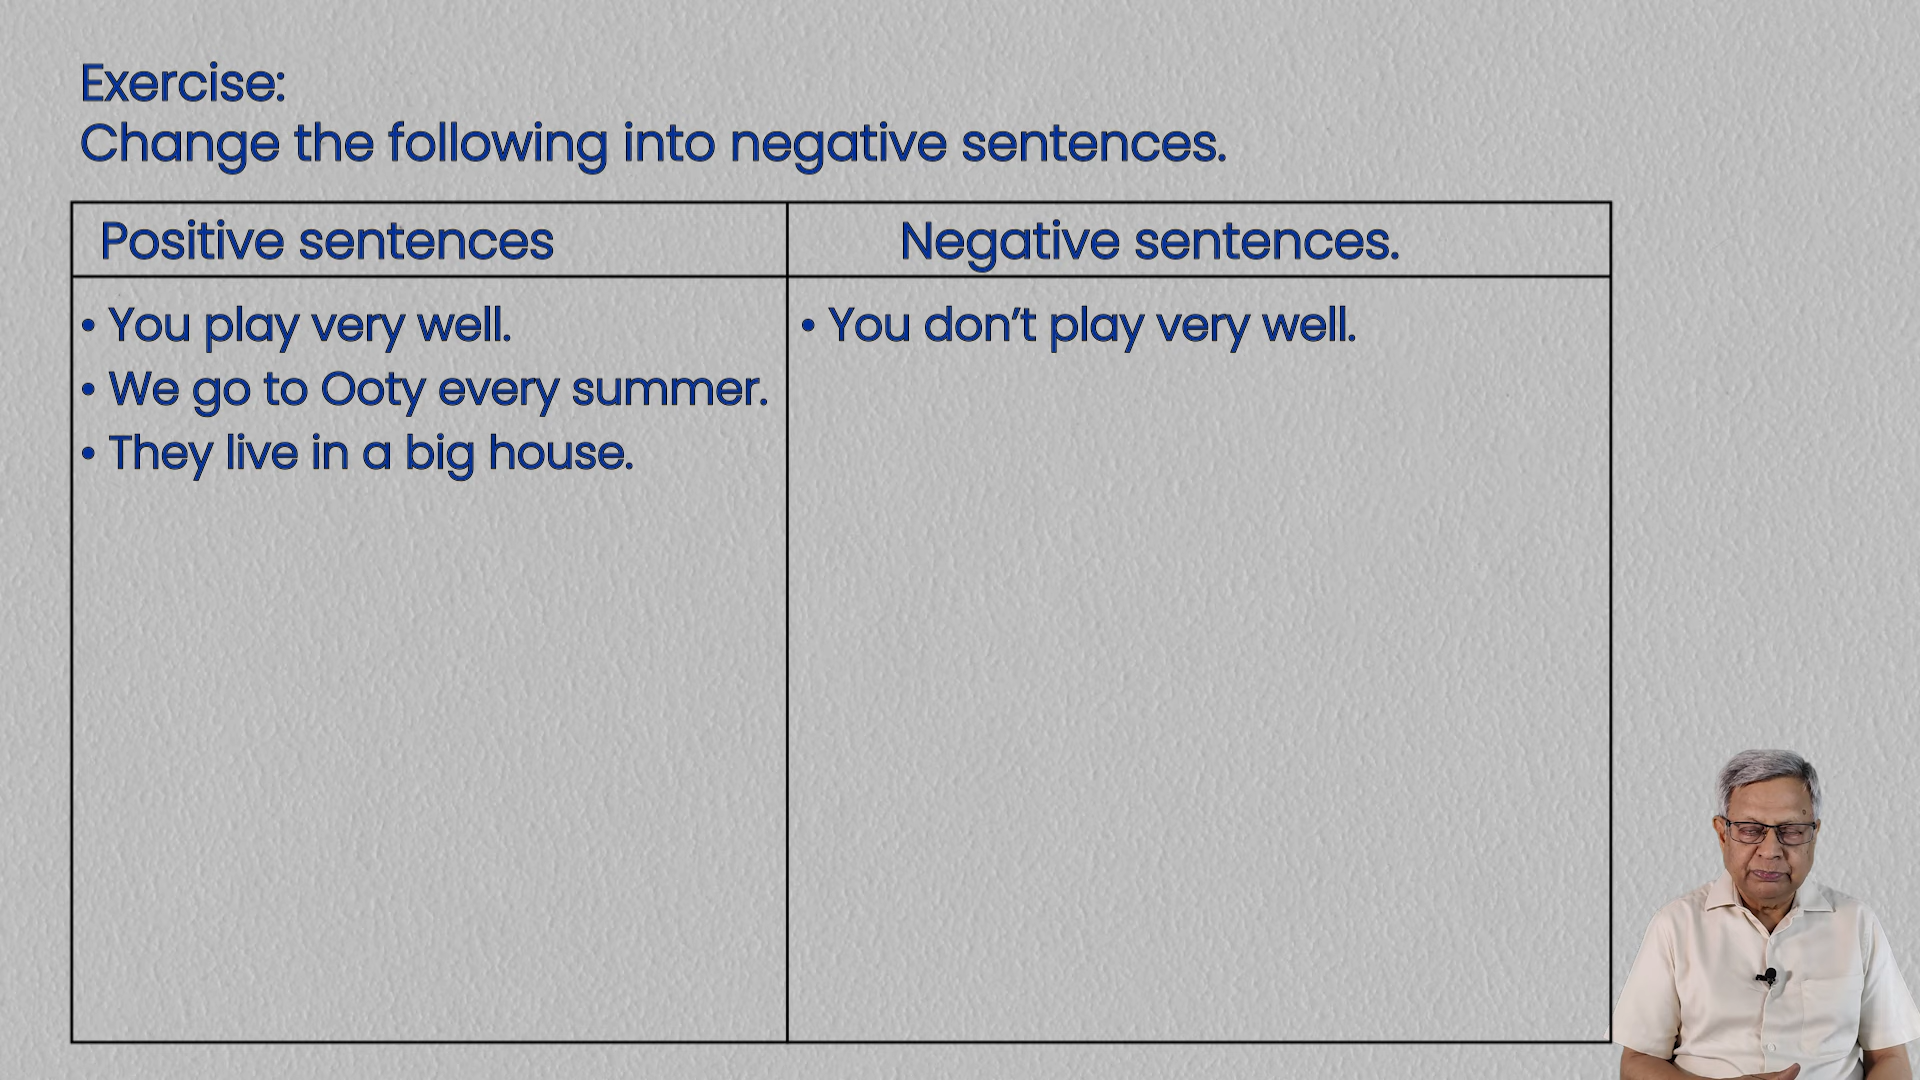 Exercise:
Change the following into negative sentences.
Positive sentences
Negative sentences.
• You play very well.
• You don’t play very well.
• We go to Ooty every summer.
• They live in a big house.